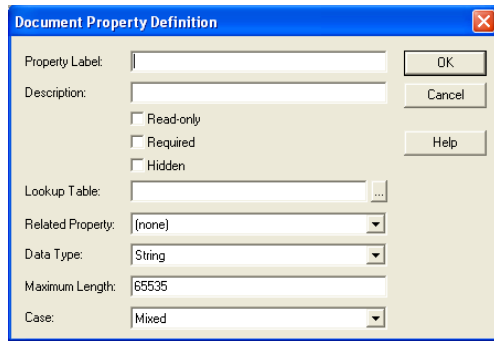 Document Property Definition
Property Label:
OK
Description:
Cancel
Read-only
Required
Help
Hidden
Lookup Table:
...
Related Property: (none)
Data Type: String
Maximum Length: 65535
Case: Mixed